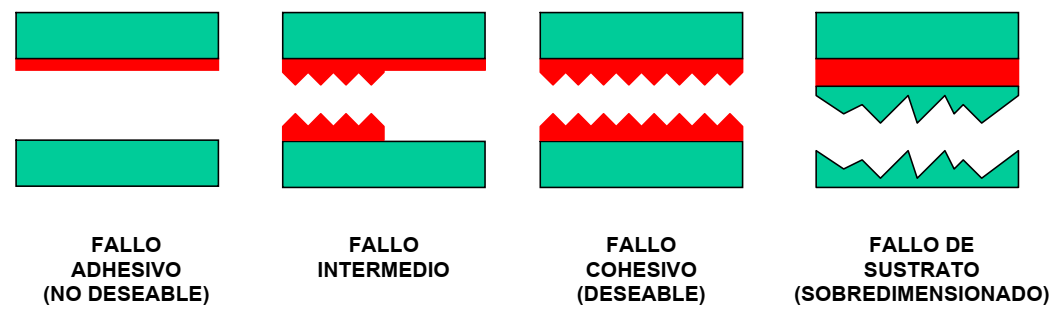 FALLO
ADHESIVO
(NO DESEABLE)
FALLO
INTERMEDIO
FALLO
COHESIVO
(DESEABLE)
FALLO DE
SUSTRATO
(SOBREDIMENSIONADO)